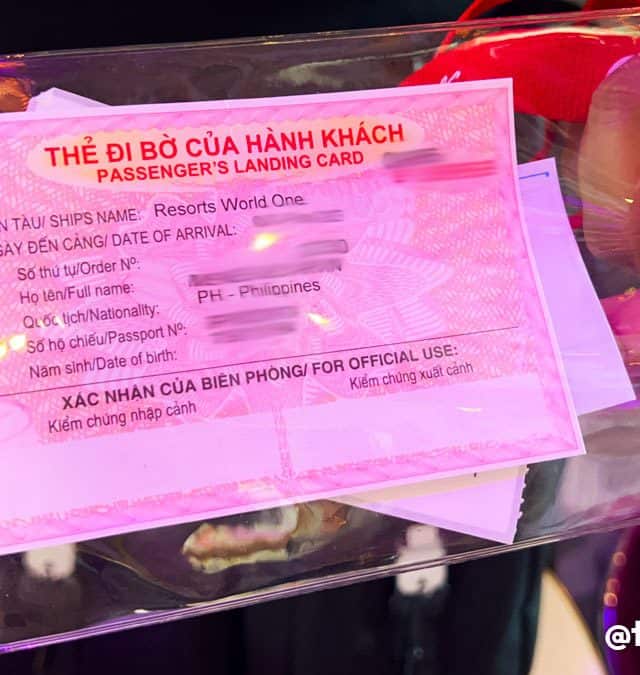 THẺ ĐI BỜ CỦA HÀNH KHÁCH
PASSENGER'S LANDING CARD
N TÀU/ SHIPS NAME: Resorts World One
GÀY ĐẾN CẢNG/ DATE OF ARRIVAL:
Số thứ tự/Order Nº:
Họ tên/Full name:
Quốc tịch/Nationality: PH - Philippines
Số hộ chiếu/Passport Nº:
Năm sinh/Date of birth:
XÁC NHẬN CỦA BIÊN PHÒNG/ FOR OFFICIAL USE:
Kiểm chứng nhập cảnh Kiểm chứng xuất cảnh